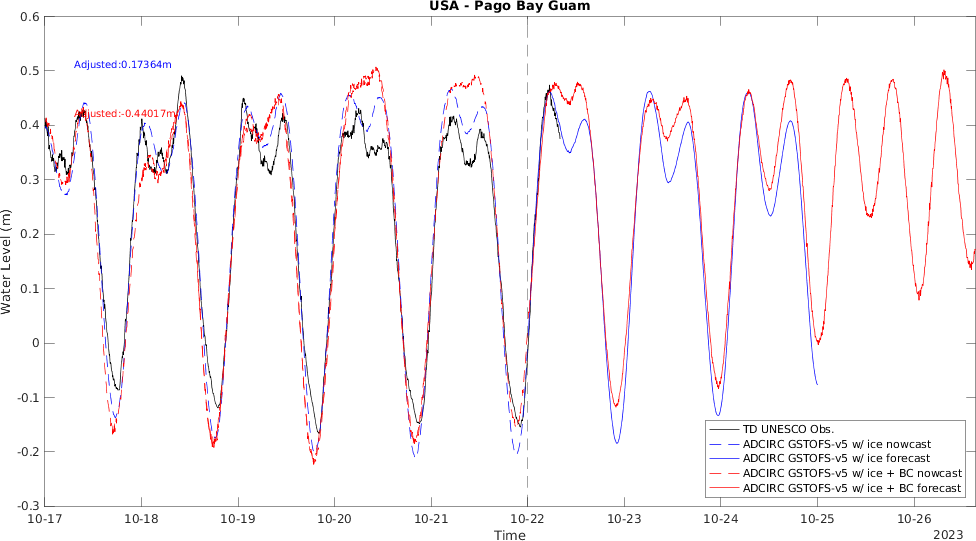 USA - Pago Bay Guam
0.6
0.5
0.4
0.3
0.2
0.1
0
-0.1
-0.2
-0.3
Water Level (m)
Adjusted:0.17364m
Adjusted:-0.44017m
TD UNESCO Obs.
ADCIRC GSTOFS-v5 w/ ice nowcast
ADCIRC GSTOFS-v5 w/ ice forecast
ADCIRC GSTOFS-v5 w/ ice + BC nowcast
ADCIRC GSTOFS-v5 w/ ice + BC forecast
10-17 10-18 10-19 10-20 10-21 10-22 10-23 10-24 10-25 10-26
Time
2023